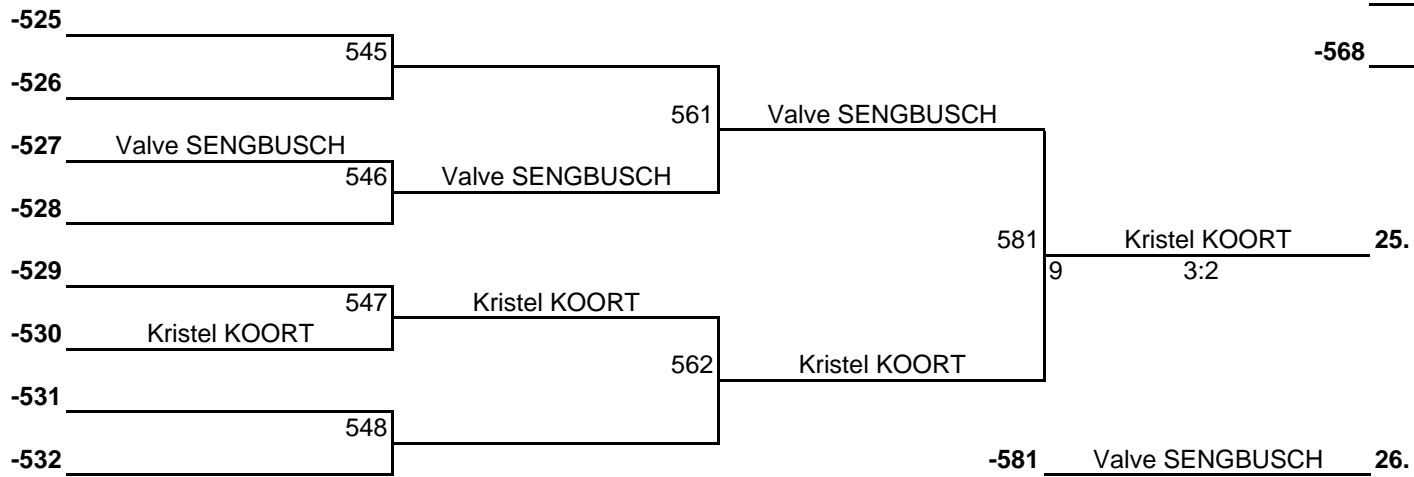 -525
545
-568
-526
561 Valve SENGBUSCH
-527 Valve SENGBUSCH
546 Valve SENGBUSCH
-528
581 Kristel KOORT 25.
-529
9 3:2
547 Kristel KOORT
-530 Kristel KOORT
562 Kristel KOORT
-531
548
-532
-581 Valve SENGBUSCH 26.